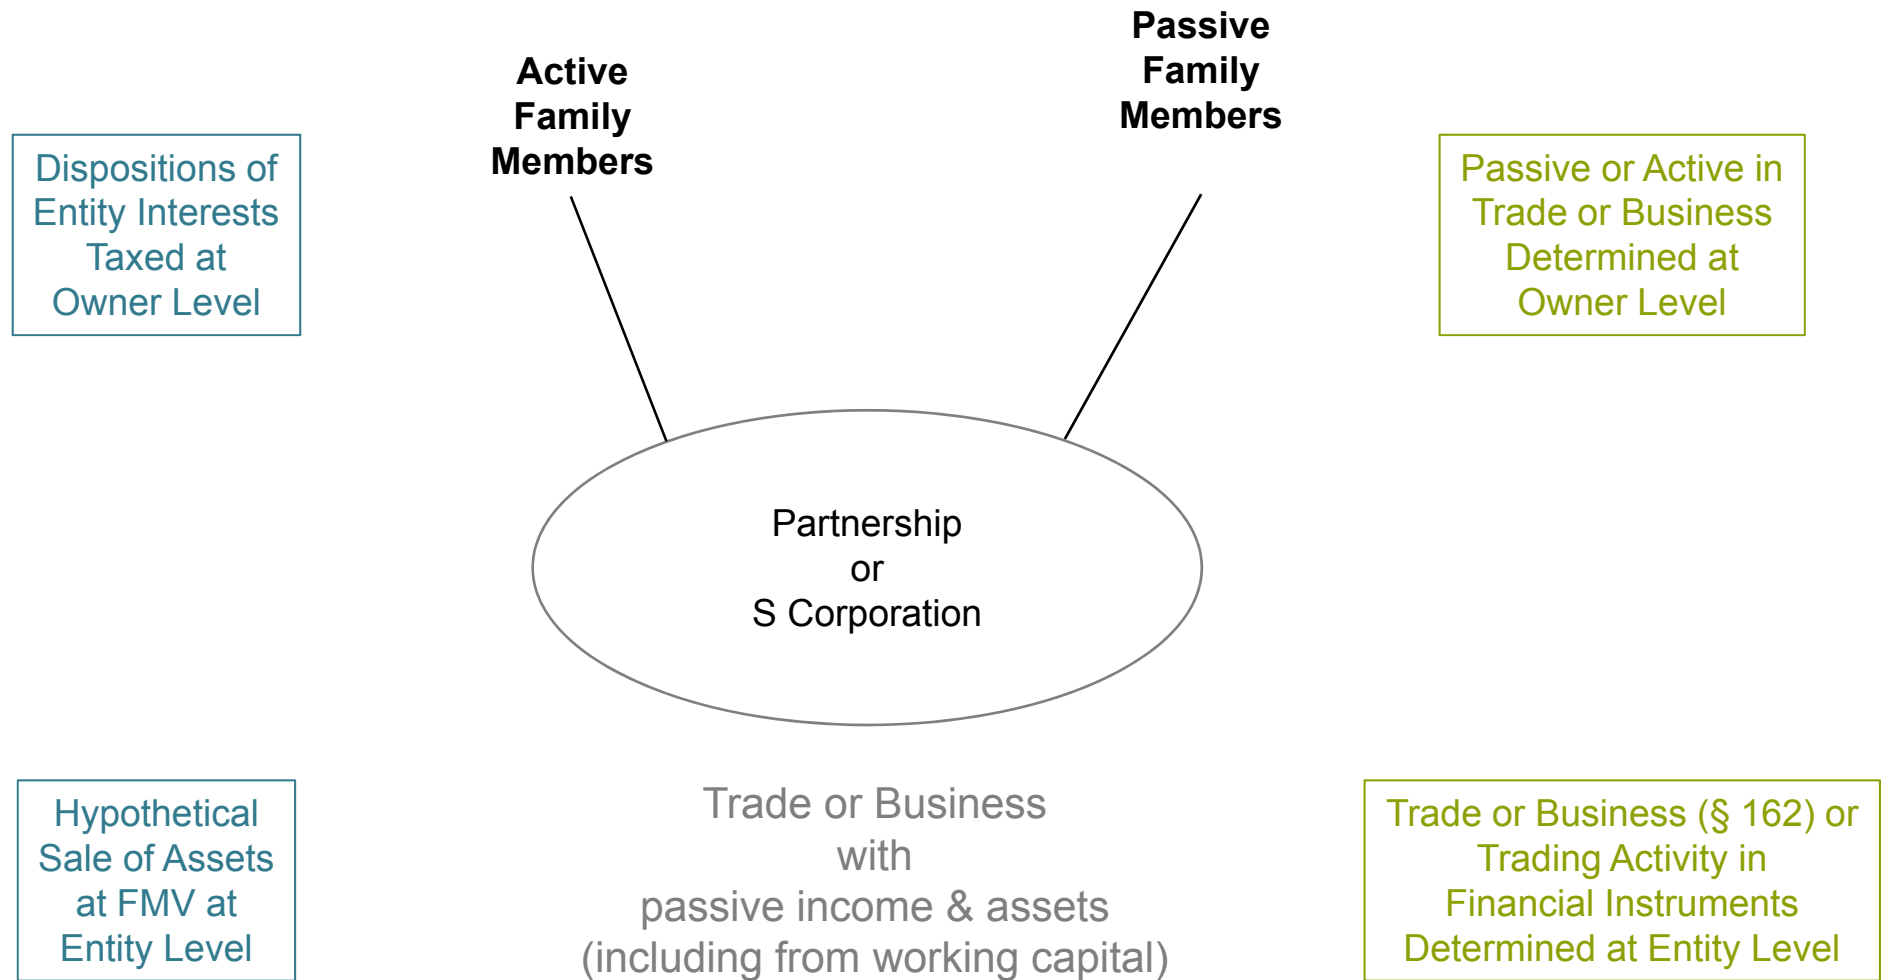 Active
Family
Members
Passive
Family
Members
Dispositions of
Entity Interests
Taxed at
Owner Level
Passive or Active in
Trade or Business
Determined at
Owner Level
Partnership
or
S Corporation
Hypothetical
Sale of Assets
at FMV at
Entity Level
Trade or Business
with
passive income & assets
(including from working capital)
Trade or Business (§ 162) or
Trading Activity in
Financial Instruments
Determined at Entity Level